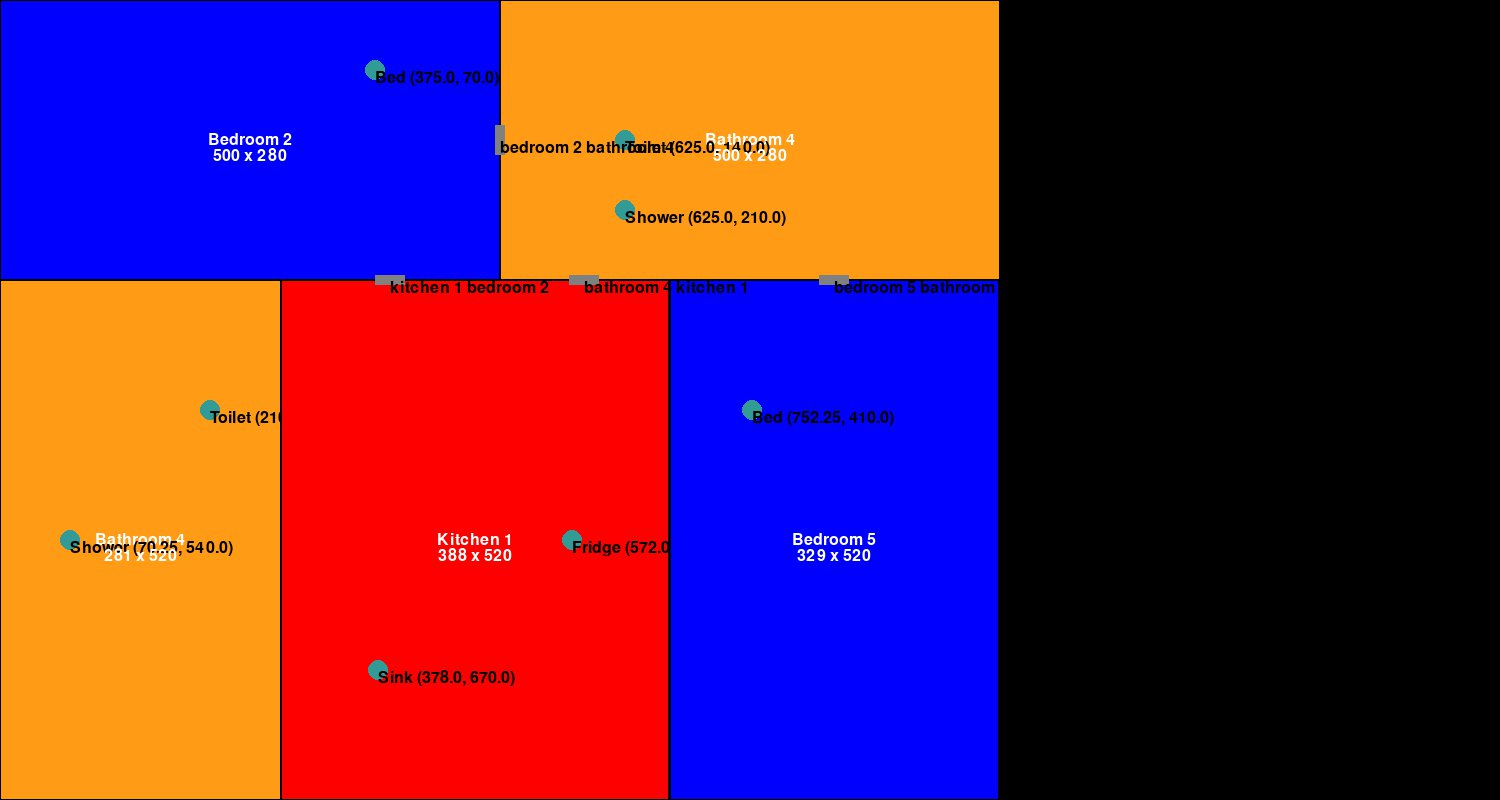 Bed (375.0, 70.0)
Bedroom 2
500 x 280
Bathroom 4
500 x 280
bedroom 2 bathroom 4
Toilet (625.0, 140.0)
Shower (625.0, 210.0)
kitchen 1 bedroom 2
bathroom 4 kitchen 1
bedroom 5 bathroom
Toilet (210
Bed (752.25, 410.0)
Bathroom 4
281 x 520
Shower (70.25, 540.0)
Kitchen 1
388 x 520
Fridge (572.0
Bedroom 5
329 x 520
Sink (378.0, 670.0)